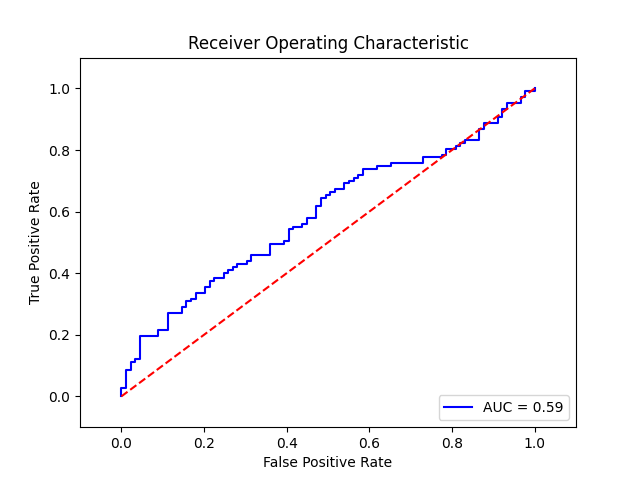 Receiver Operating Characteristic
True Positive Rate
1.0
0.8
0.6
0.4
0.2
0.0
AUC = 0.59
0.0 0.2 0.4 0.6 0.8 1.0
False Positive Rate